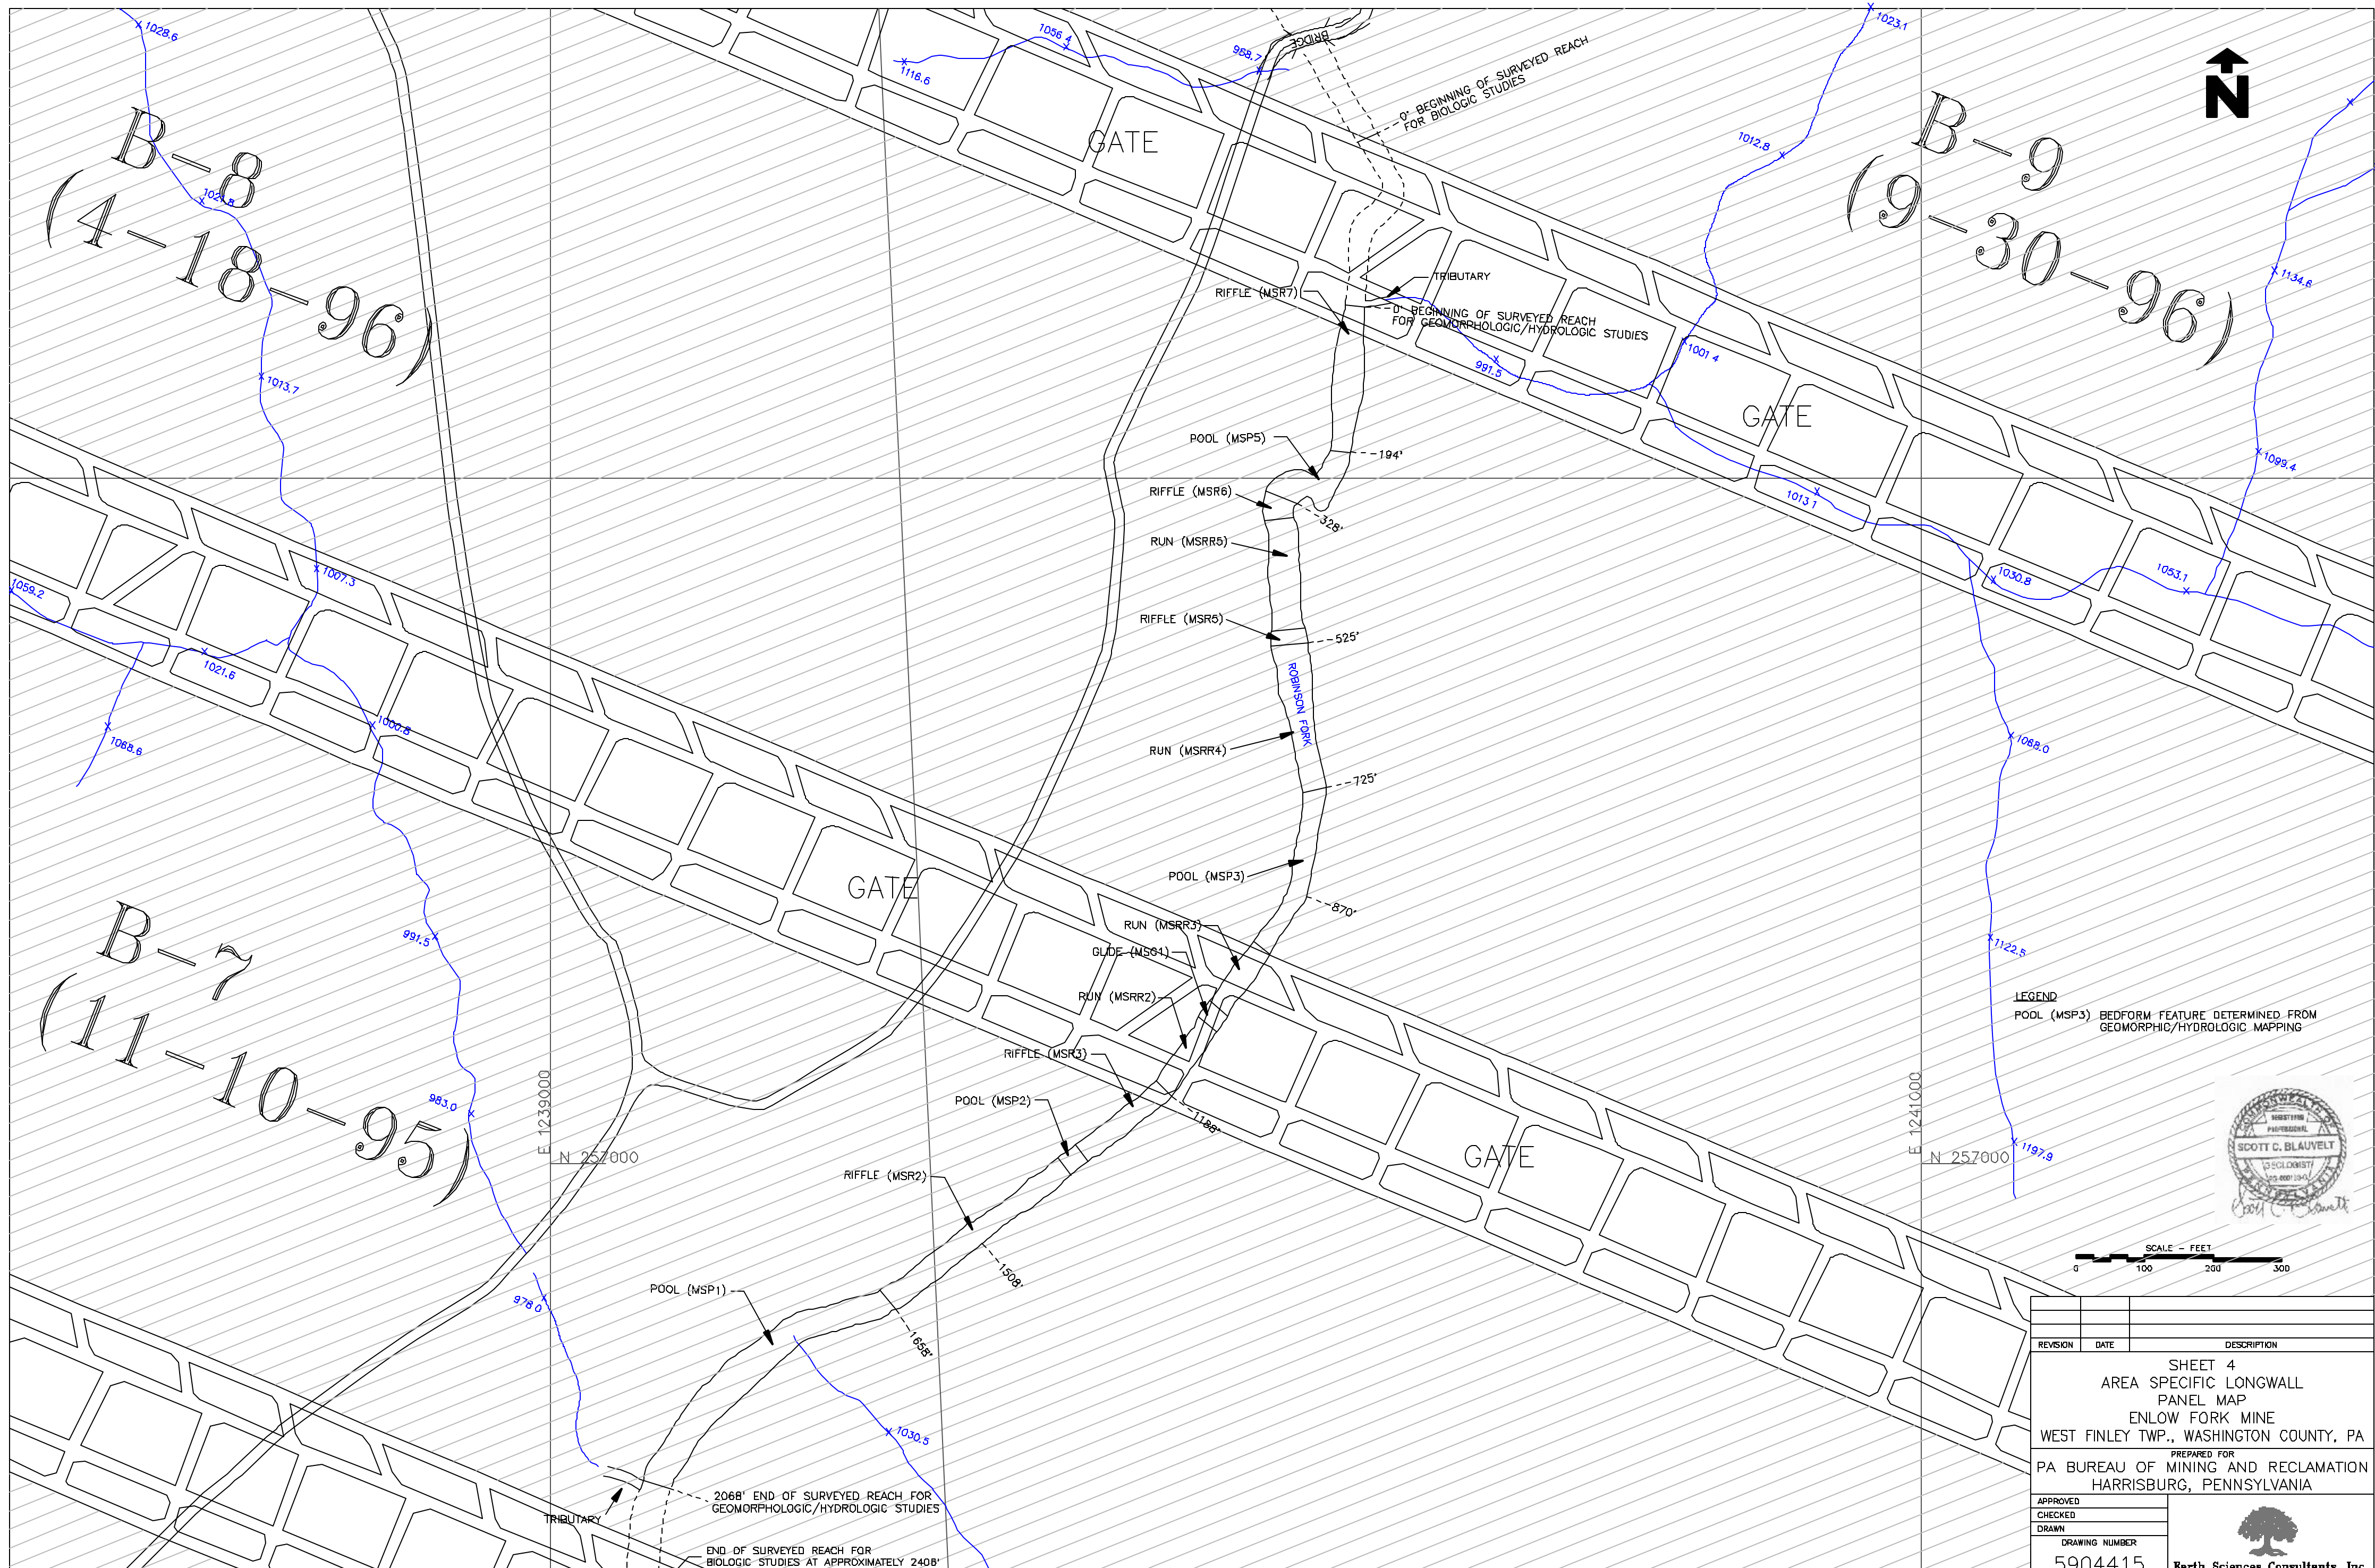 1028.6
1056.4
1116.6
968.7
BRIDGE
0' BEGINNING OF SURVEYED REACH
FOR BIOLOGIC STUDIES
1023.1
N
B-8
(4-18-96)
GATE
1012.8
B-9
(9-30-96)
1134.6
TRIBUTARY
RIFFLE (MSR7)
0' BEGINNING OF SURVEYED REACH
FOR GEOMORPHOLOGIC/HYDROLOGIC STUDIES
991.5
1001.4
1013.7
GATE
POOL (MSP5)
194'
1099.4
RIFFLE (MSR6)
328'
1013.1
RUN (MSRR5)
1007.3
1059.2
1030.8
1053.1
RIFFLE (MSR5)
525'
1021.6
ROBINSON FORK
1000.8
1068.6
RUN (MSRR4)
1068.0
725'
POOL (MSP3)
GATE
870'
RUN (MSRR3)
B-7
(11-10-95)
991.5
GLIDE (MSG1)
1122.5
RUN (MSRR2)
LEGEND
POOL (MSP3) BEDFORM FEATURE DETERMINED FROM
GEOMORPHIC/HYDROLOGIC MAPPING
RIFFLE (MSR3)
983.0
E 1239000
POOL (MSP2)
1188'
E 1241000
N 257000
GATE
N 257000
1197.9
COMMONWEALTH OF
REGISTERED
PROFESSIONAL
SCOTT C. BLAUVELT
GEOLOGIST
PENNSYLVANIA
RIFFLE (MSR2)
1508'
SCALE - FEET
0 100 200 300
POOL (MSP1)
978.0
1658'
1030.5
REVISION DATE DESCRIPTION
SHEET 4
AREA SPECIFIC LONGWALL
PANEL MAP
ENLOW FORK MINE
WEST FINLEY TWP., WASHINGTON COUNTY, PA
PREPARED FOR
PA BUREAU OF MINING AND RECLAMATION
HARRISBURG, PENNSYLVANIA
2068' END OF SURVEYED REACH FOR
GEOMORPHOLOGIC/HYDROLOGIC STUDIES
TRIBUTARY
END OF SURVEYED REACH FOR
BIOLOGIC STUDIES AT APPROXIMATELY 2408'
APPROVED
CHECKED
DRAWN
DRAWING NUMBER
5904415
Earth Sciences Consultants, Inc.